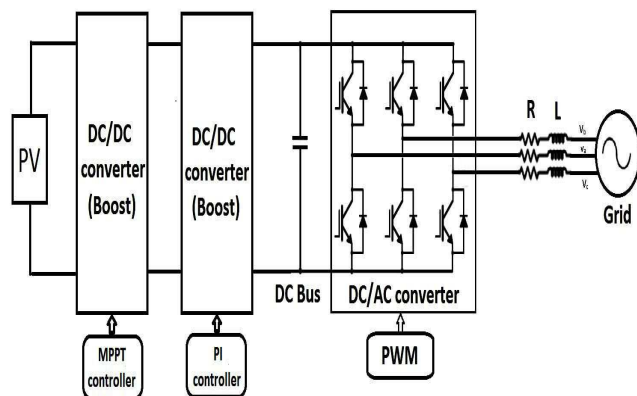 PV
DC/DC
converter
(Boost)
DC/DC
converter
(Boost)
DC Bus
DC/AC converter
R L
Grid
MPPT
controller
PI
controller
PWM